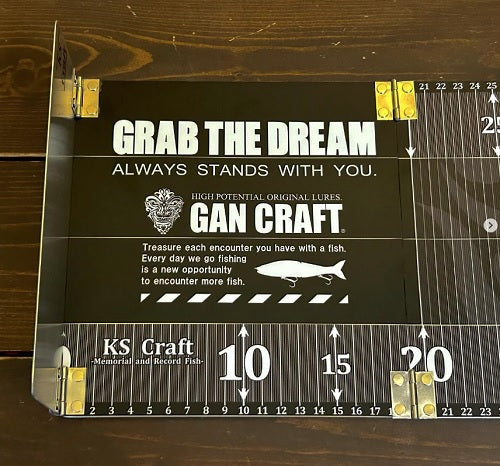 KS
21 22 23 24 25
25
GRAB THE DREAM
ALWAYS STANDS WITH YOU.
HIGH POTENTIAL ORIGINAL LURES.
GAN CRAFT®
Treasure each encounter you have with a fish.
Every day we go fishing
is a new opportunity
to encounter more fish.
KS Craft
-Memorial and Record Fish-
10 15 20
2 3 4 5 6 7 8 9 10 11 12 13 14 15 16 17 18 21 22 23